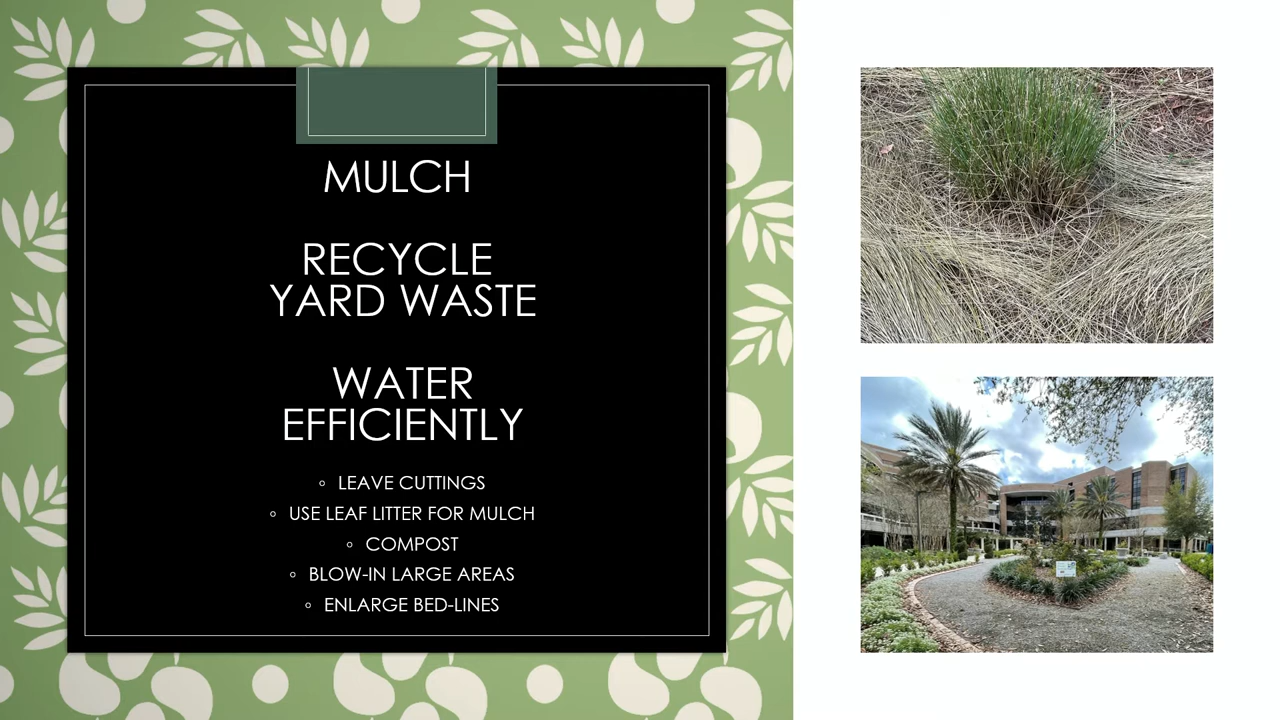 MULCH
RECYCLE
YARD WASTE
WATER
EFFICIENTLY
◦ LEAVE CUTTINGS
◦ USE LEAF LITTER FOR MULCH
◦ COMPOST
◦ BLOW-IN LARGE AREAS
◦ ENLARGE BED-LINES